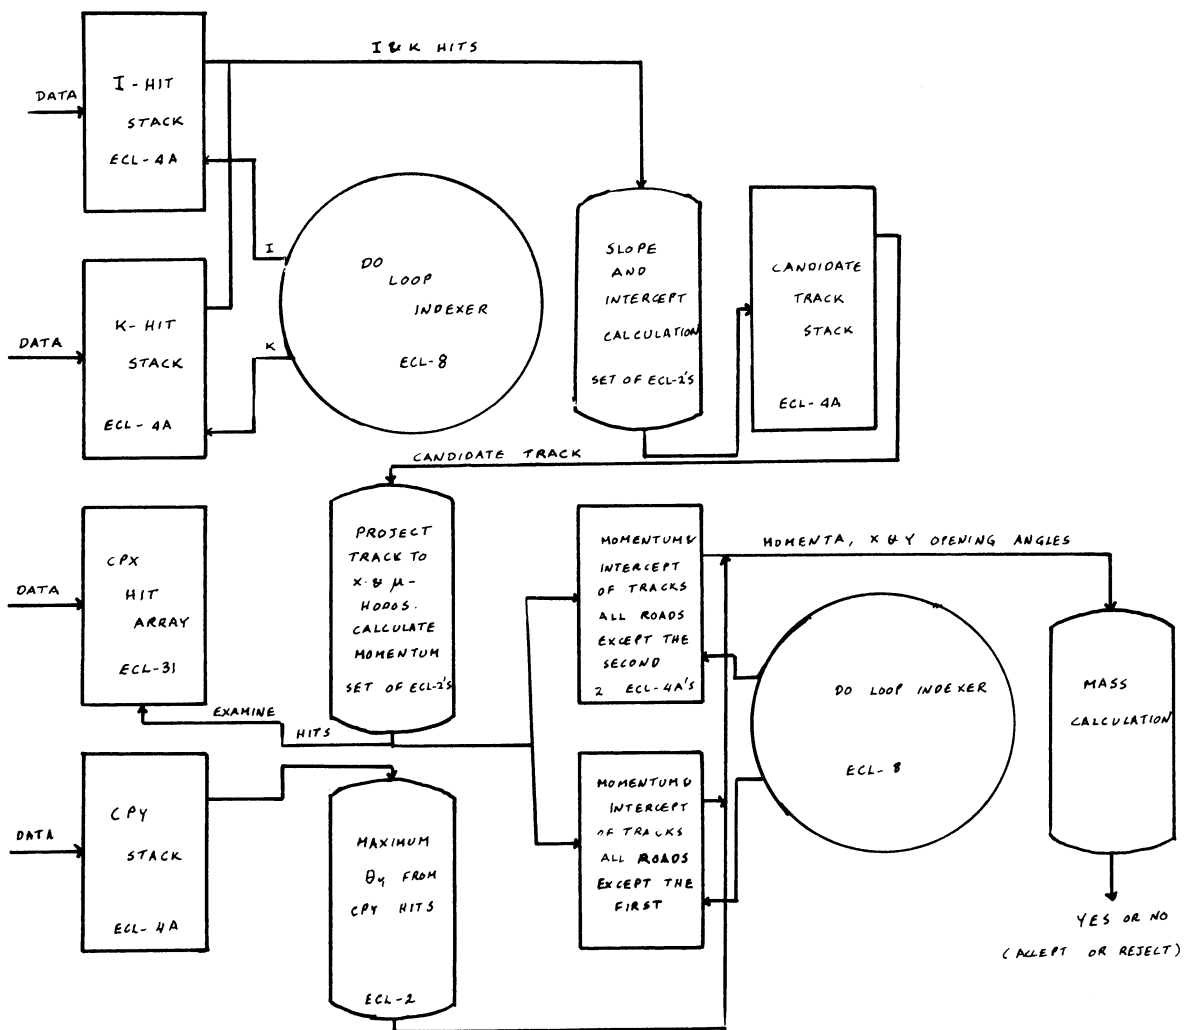 I & K HITS
DATA
I-HIT
STACK
ECL-4A
I
DO
LOOP
INDEXER
ECL-8
K
SLOPE
AND
INTERCEPT
CALCULATION
SET OF ECL-2'S
CANDIDATE
TRACK
STACK
ECL-4A
DATA
K-HIT
STACK
ECL-4A
CANDIDATE TRACK
DATA
CPX
HIT
ARRAY
ECL-31
PROJECT
TRACK TO
X. & μ-
HODOS.
CALCULATE
MOMENTUM
SET OF ECL-2'S
EXAMINE
HITS
MOMENTUM &
INTERCEPT
OF TRACKS
ALL ROADS
EXCEPT THE
SECOND
2 ECL-4A'S
MOMENTA, X & Y OPENING ANGLES
DO LOOP INDEXER
ECL-8
MASS
CALCULATION
DATA
CPY
STACK
ECL-4A
MAXIMUM
θy FROM
CPY HITS
ECL-2
MOMENTUM &
INTERCEPT
OF TRACKS
ALL ROADS
EXCEPT THE
FIRST
YES OR NO
(ACCEPT OR REJECT)